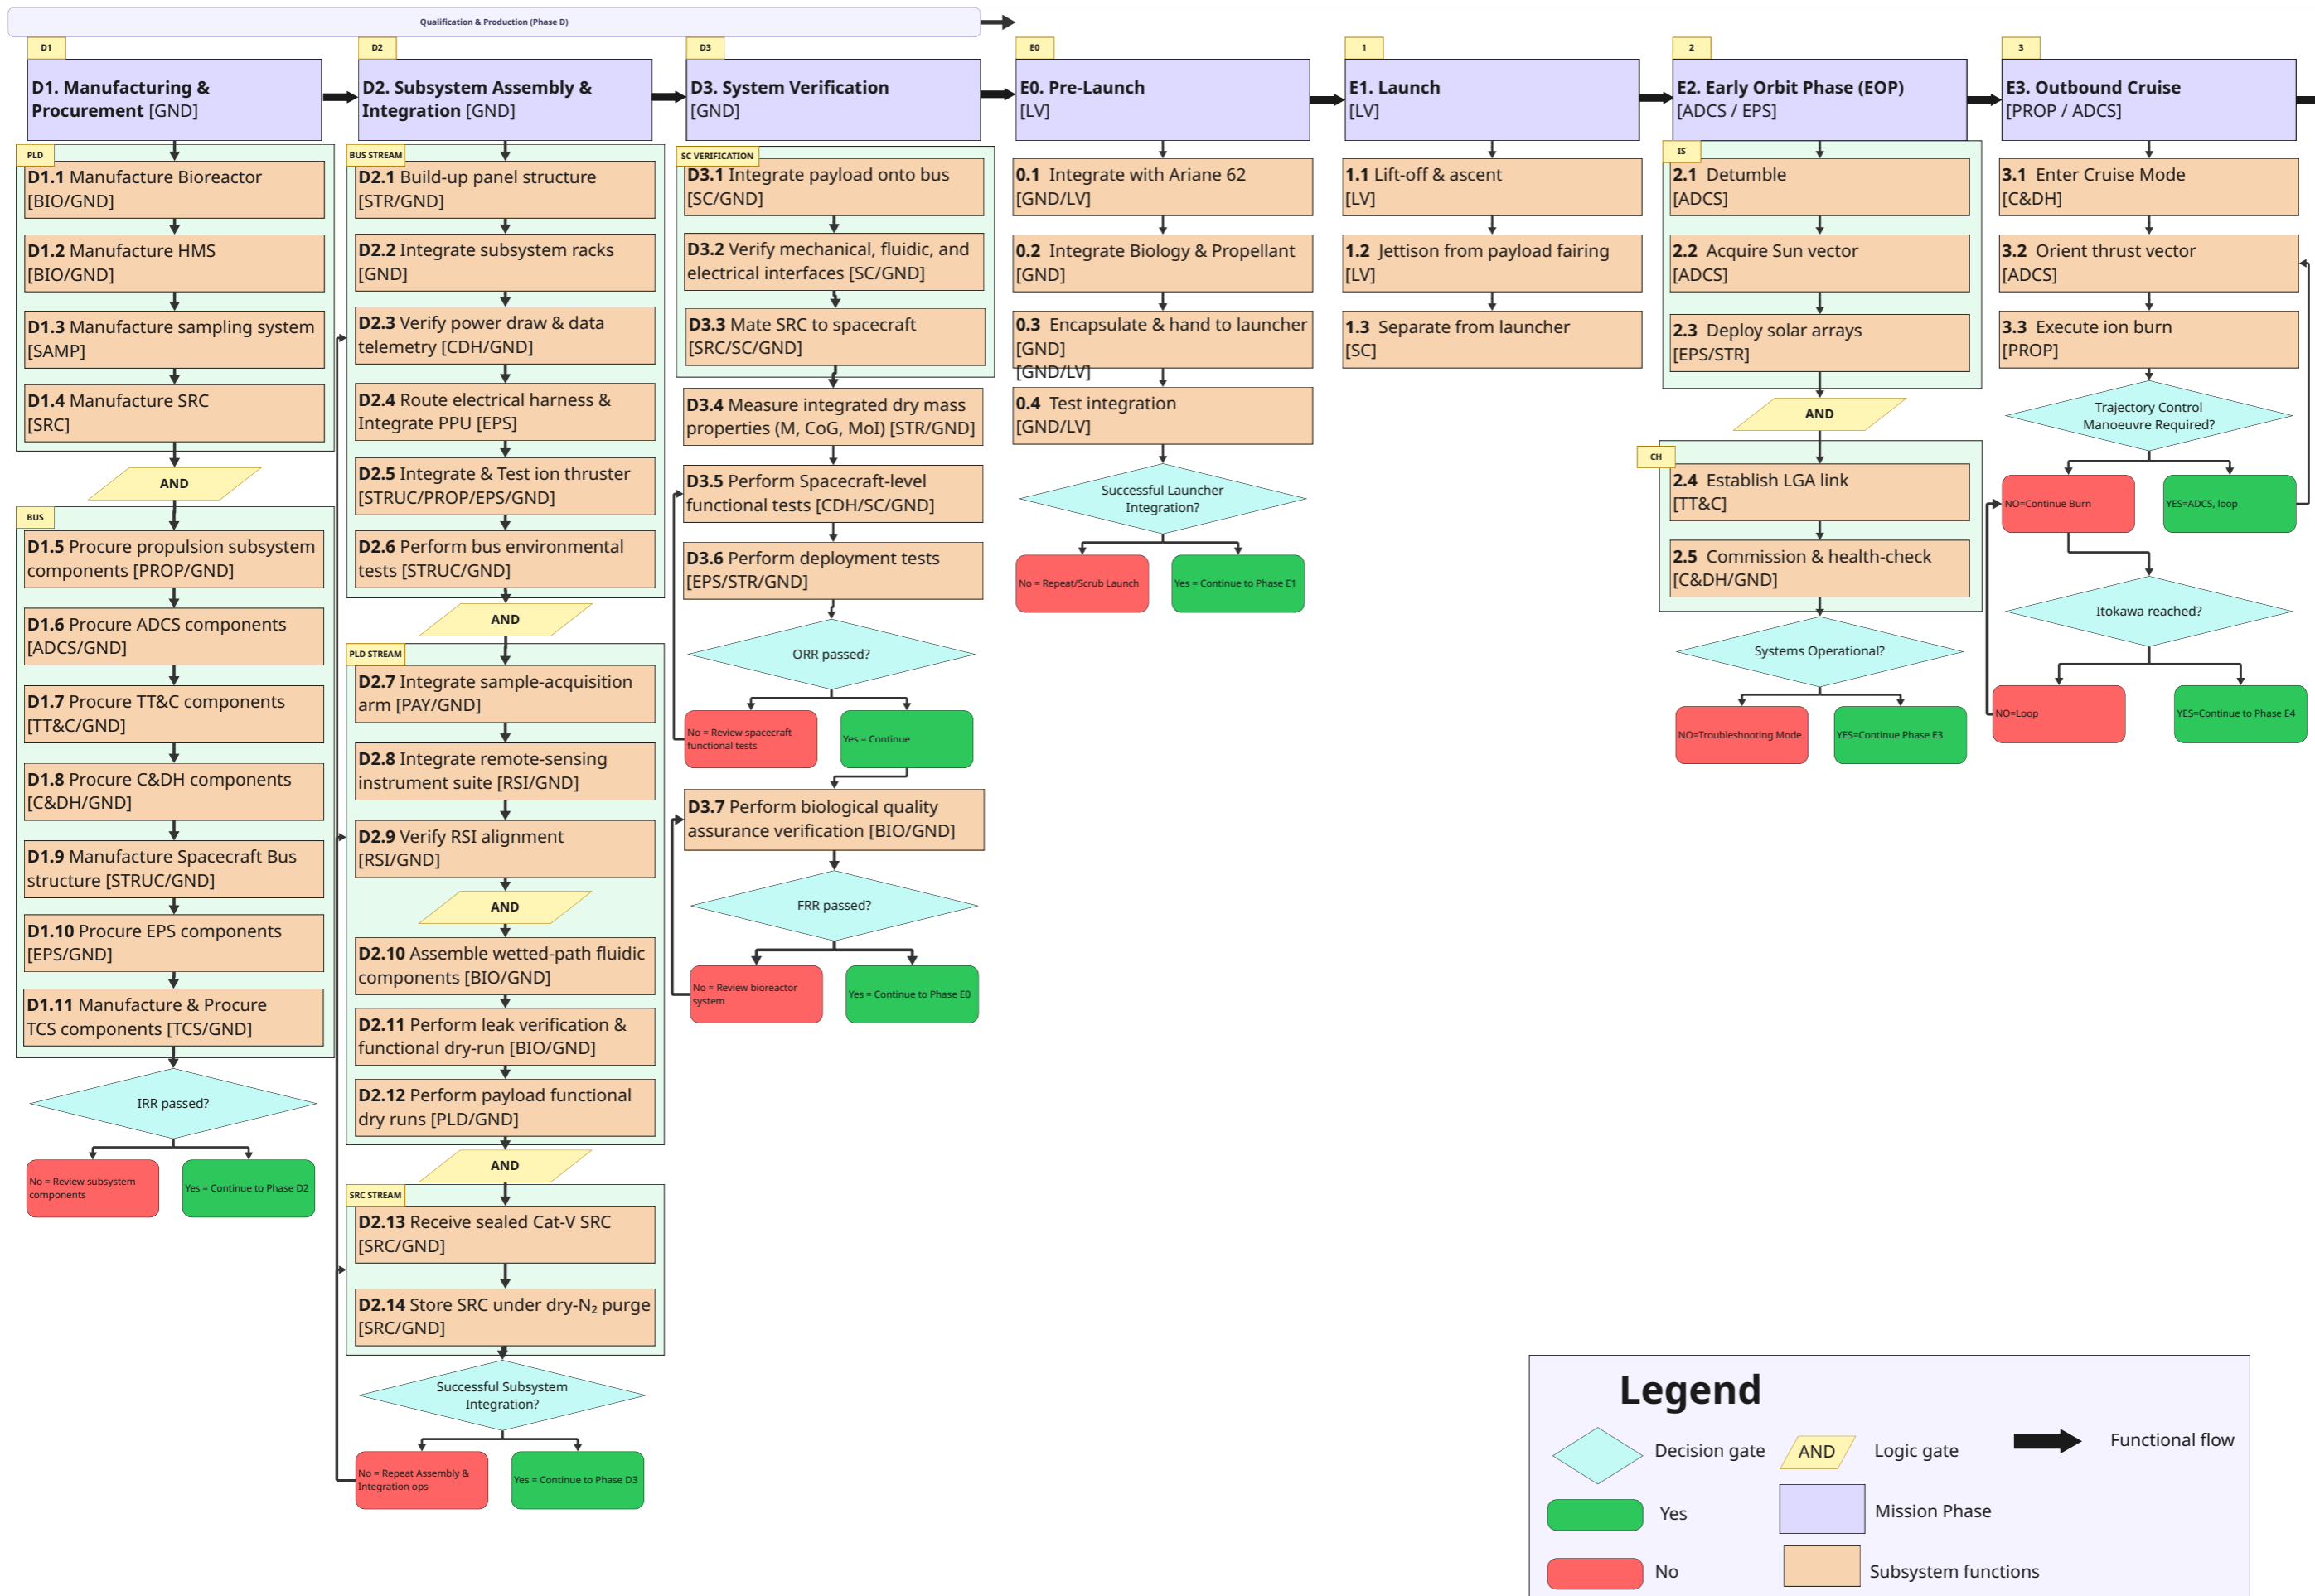 Qualification & Production (Phase D)
D1
D1. Manufacturing &
Procurement [GND]
PLD
D1.1 Manufacture Bioreactor
[BIO/GND]
D1.2 Manufacture HMS
[BIO/GND]
D1.3 Manufacture sampling system
[SAMP]
D1.4 Manufacture SRC
[SRC]
AND
BUS
D1.5 Procure propulsion subsystem
components [PROP/GND]
D1.6 Procure ADCS components
[ADCS/GND]
D1.7 Procure TT&C components
[TT&C/GND]
D1.8 Procure C&DH components
[C&DH/GND]
D1.9 Manufacture Spacecraft Bus
structure [STRUC/GND]
D1.10 Procure EPS components
[EPS/GND]
D1.11 Manufacture & Procure
TCS components [TCS/GND]
IRR passed?
No = Review subsystem
components
Yes = Continue to Phase D2
D2
D2. Subsystem Assembly &
Integration [GND]
BUS STREAM
D2.1 Build-up panel structure
[STR/GND]
D2.2 Integrate subsystem racks
[GND]
D2.3 Verify power draw & data
telemetry [CDH/GND]
D2.4 Route electrical harness &
Integrate PPU [EPS]
D2.5 Integrate & Test ion thruster
[STRUC/PROP/EPS/GND]
D2.6 Perform bus environmental
tests [STRUC/GND]
AND
PLD STREAM
D2.7 Integrate sample-acquisition
arm [PAY/GND]
D2.8 Integrate remote-sensing
instrument suite [RSI/GND]
D2.9 Verify RSI alignment
[RSI/GND]
AND
D2.10 Assemble wetted-path fluidic
components [BIO/GND]
D2.11 Perform leak verification &
functional dry-run [BIO/GND]
D2.12 Perform payload functional
dry runs [PLD/GND]
AND
SRC STREAM
D2.13 Receive sealed Cat-V SRC
[SRC/GND]
D2.14 Store SRC under dry-N₂ purge
[SRC/GND]
Successful Subsystem
Integration?
No = Repeat Assembly &
Integration ops
Yes = Continue to Phase D3
D3
D3. System Verification
[GND]
SC VERIFICATION
D3.1 Integrate payload onto bus
[SC/GND]
D3.2 Verify mechanical, fluidic, and
electrical interfaces [SC/GND]
D3.3 Mate SRC to spacecraft
[SRC/SC/GND]
D3.4 Measure integrated dry mass
properties (M, CoG, MoI) [STR/GND]
D3.5 Perform Spacecraft-level
functional tests [CDH/SC/GND]
D3.6 Perform deployment tests
[EPS/STR/GND]
ORR passed?
No = Review spacecraft
functional tests
Yes = Continue
D3.7 Perform biological quality
assurance verification [BIO/GND]
FRR passed?
No = Review bioreactor
system
Yes = Continue to Phase E0
E0
E0. Pre-Launch
[LV]
0.1 Integrate with Ariane 62
[GND/LV]
0.2 Integrate Biology & Propellant
[GND]
0.3 Encapsulate & hand to launcher
[GND]
[GND/LV]
0.4 Test integration
[GND/LV]
Successful Launcher
Integration?
No = Repeat/Scrub Launch
Yes = Continue to Phase E1
1
E1. Launch
[LV]
1.1 Lift-off & ascent
[LV]
1.2 Jettison from payload fairing
[LV]
1.3 Separate from launcher
[SC]
2
E2. Early Orbit Phase (EOP)
[ADCS / EPS]
IS
2.1 Detumble
[ADCS]
2.2 Acquire Sun vector
[ADCS]
2.3 Deploy solar arrays
[EPS/STR]
AND
CH
2.4 Establish LGA link
[TT&C]
2.5 Commission & health-check
[C&DH/GND]
Systems Operational?
NO=Troubleshooting Mode
YES=Continue Phase E3
3
E3. Outbound Cruise
[PROP / ADCS]
3.1 Enter Cruise Mode
[C&DH]
3.2 Orient thrust vector
[ADCS]
3.3 Execute ion burn
[PROP]
Trajectory Control
Manoeuvre Required?
NO=Continue Burn
YES=ADCS, loop
Itokawa reached?
NO=Loop
YES=Continue to Phase E4
Legend
Decision gate
AND
Logic gate
Functional flow
Yes
Mission Phase
No
Subsystem functions